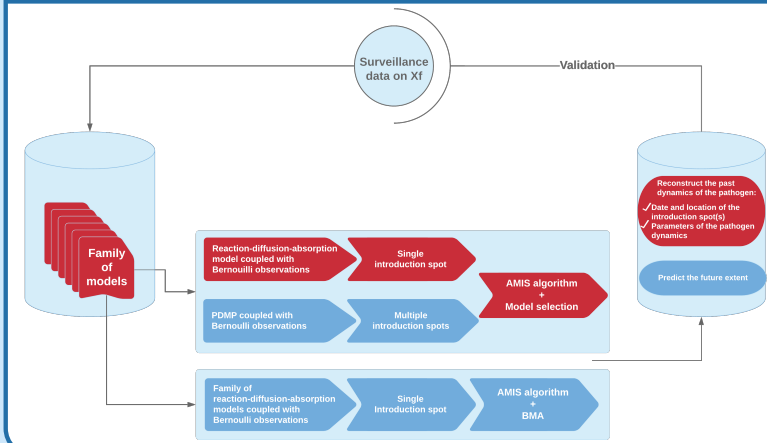 Surveillance
data on Xf
Validation
Family
of
models
Reaction-diffusion-absorption
model coupled with
Bernouilli observations
Single
introduction spot
AMIS algorithm
+
Model selection
PDMP coupled with
Bernoulli observations
Multiple
introduction spots
Family of
reaction-diffusion-absorption
models coupled with
Bernoulli observations
Single
Introduction spot
AMIS algorithm
+
BMA
Reconstruct the past
dynamics of the pathogen:
Date and location of the
introduction spot(s)
Parameters of the pathogen
dynamics
Predict the future extent